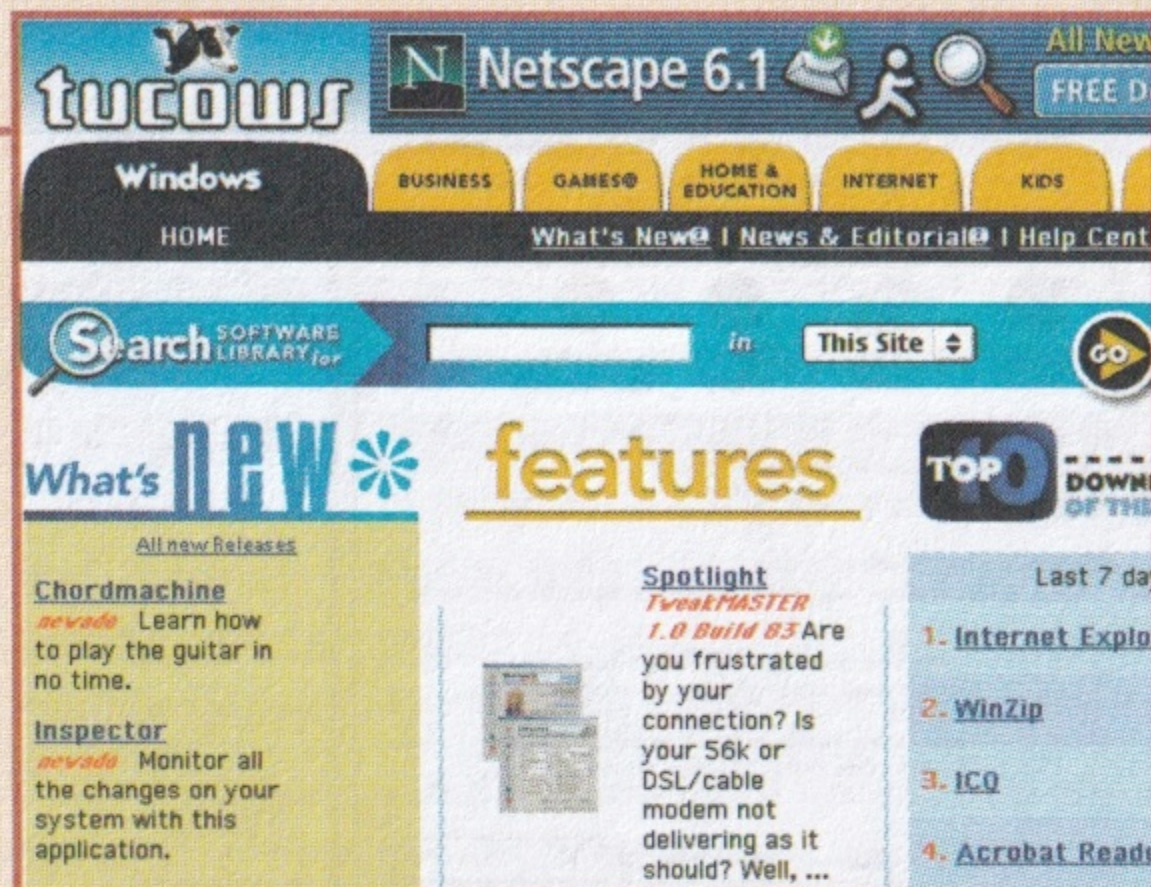 tucows
N Netscape 6.1
All New
FREE D
Windows
BUSINESS
GAMES
HOME &
EDUCATION
INTERNET
KIDS
HOME
What's New | News & Editorial | Help Cent
Search SOFTWARE
LIBRARY for
in
This Site
GO
What's new
All new Releases
Chordmachine
Learn how
to play the guitar in
no time.
Inspector
Monitor all
the changes on your
system with this
application.
features
Spotlight
TweakMASTER
1.0 Build 83 Are
you frustrated
by your
connection? Is
your 56k or
DSL/cable
modem not
delivering as it
should? Well, ...
TOP 10
DOWN
OF THE
Last 7 day
1. Internet Explo
2. WinZip
3. ICQ
4. Acrobat Reade